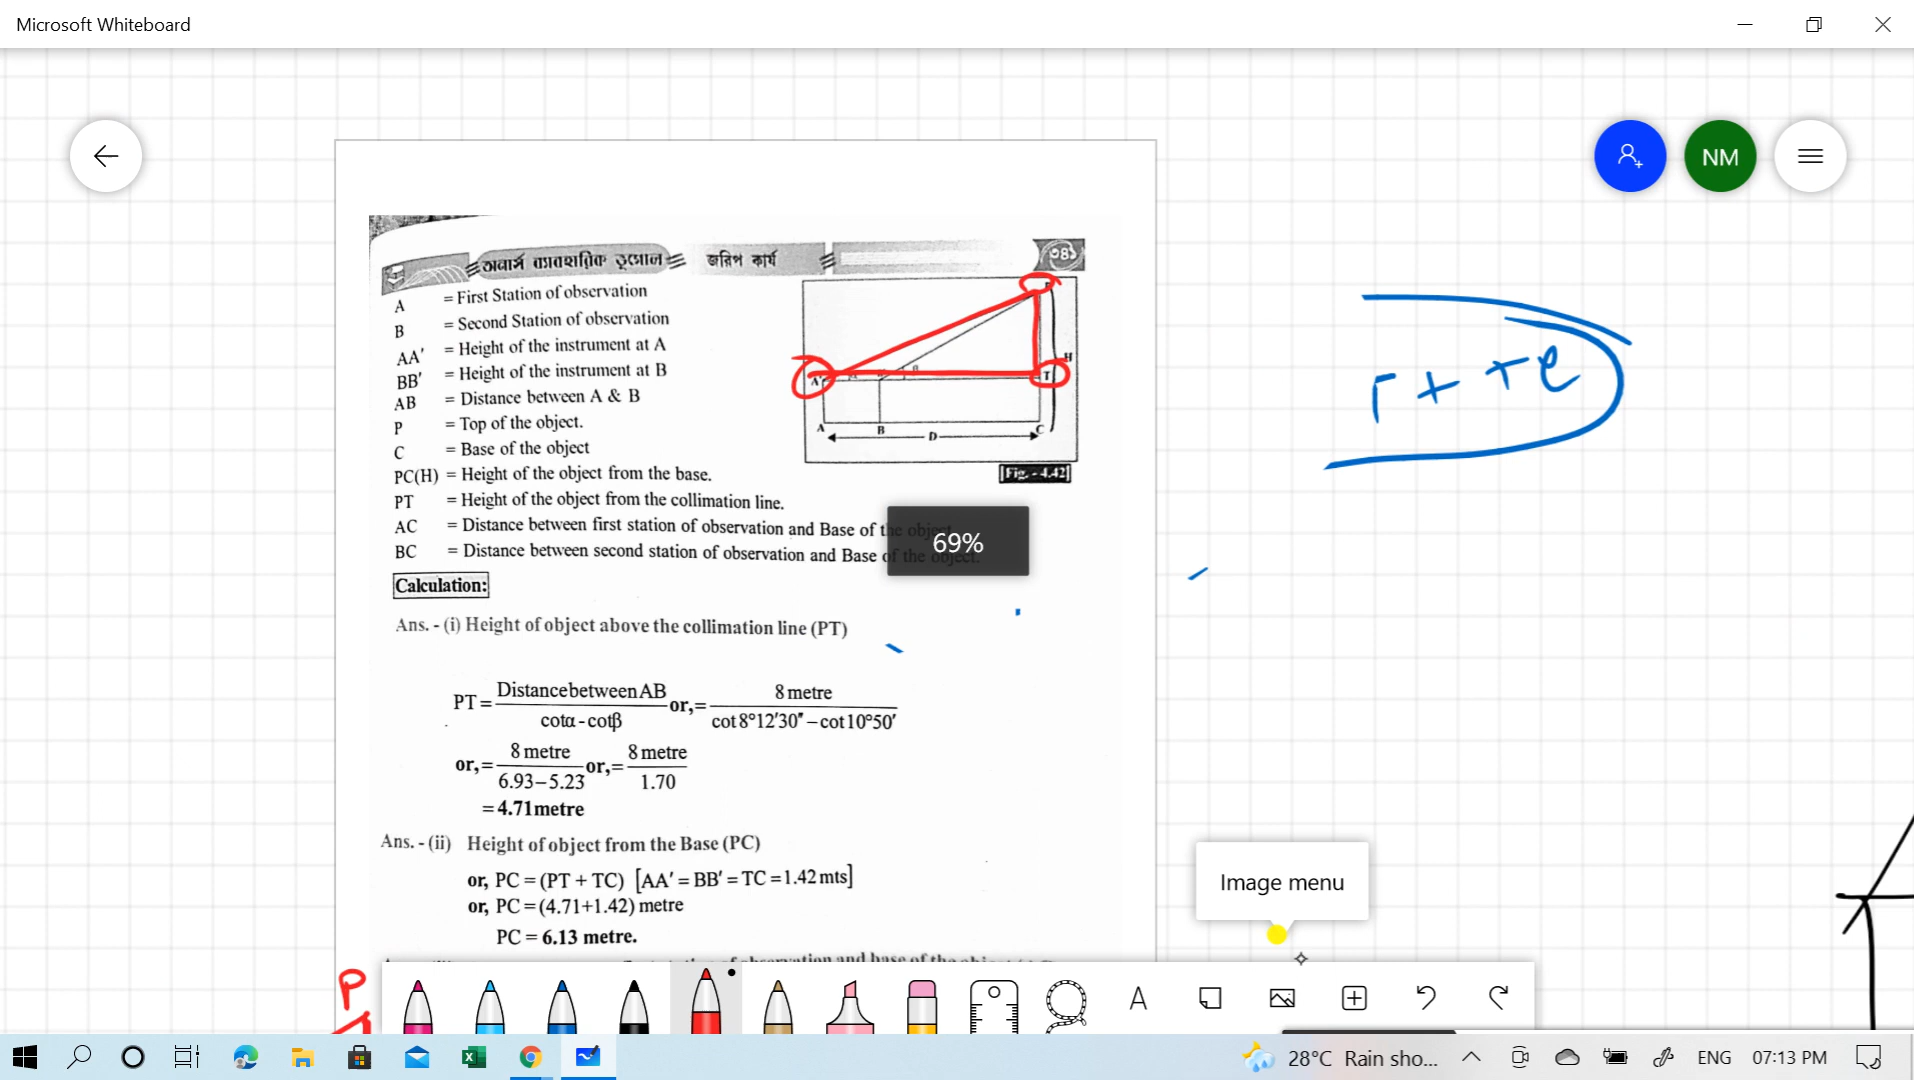 Microsoft Whiteboard
NM
অনার্স ব্যবহারিক ভূগোল
জরিপ কার্য
৩৪১
A = First Station of observation
B = Second Station of observation
AA′ = Height of the instrument at A
BB′ = Height of the instrument at B
AB = Distance between A & B
P = Top of the object.
C = Base of the object
PC(H) = Height of the object from the base.
PT = Height of the object from the collimation line.
AC = Distance between first station of observation and Base of the object
BC = Distance between second station of observation and Base of the object.
H
A′ T
A B C
D
Fig. - 4.42
69%
Calculation:
Ans. - (i) Height of object above the collimation line (PT)
PT = Distance between AB / cotα - cotβ or, = 8 metre / cot 8°12′30″ – cot 10°50′
or, = 8 metre / 6.93 – 5.23 or, = 8 metre / 1.70
= 4.71 metre
Ans. - (ii) Height of object from the Base (PC)
or, PC = (PT + TC) [AA′ = BB′ = TC = 1.42 mts]
or, PC = (4.71+1.42) metre
PC = 6.13 metre.
Image menu
P
A
28°C Rain sho...
ENG
07:13 PM